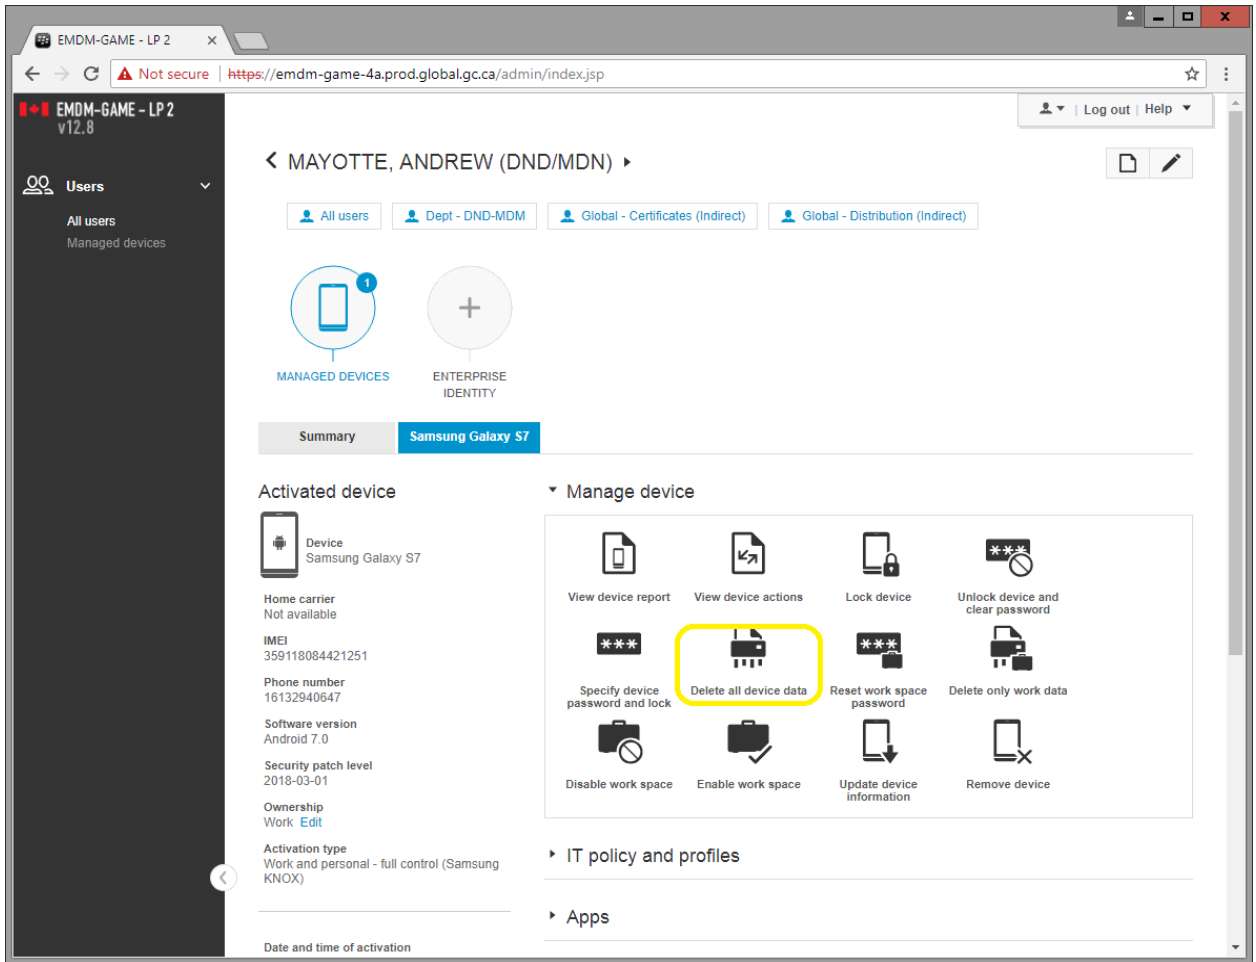 EMDM-GAME - LP 2
Not secure | https://emdm-game-4a.prod.global.gc.ca/admin/index.jsp
EMDM-GAME – LP 2
v12.8
Log out | Help
MAYOTTE, ANDREW (DND/MDN)
Users
All users
Managed devices
All users
Dept - DND-MDM
Global - Certificates (Indirect)
Global - Distribution (Indirect)
1
MANAGED DEVICES
ENTERPRISE
IDENTITY
Summary
Samsung Galaxy S7
Activated device
Device
Samsung Galaxy S7
Home carrier
Not available
IMEI
359118084421251
Phone number
16132940647
Software version
Android 7.0
Security patch level
2018-03-01
Ownership
Work Edit
Activation type
Work and personal - full control (Samsung
KNOX)
Date and time of activation
Manage device
View device report
View device actions
Lock device
Unlock device and
clear password
Specify device
password and lock
Delete all device data
Reset work space
password
Delete only work data
Disable work space
Enable work space
Update device
information
Remove device
IT policy and profiles
Apps